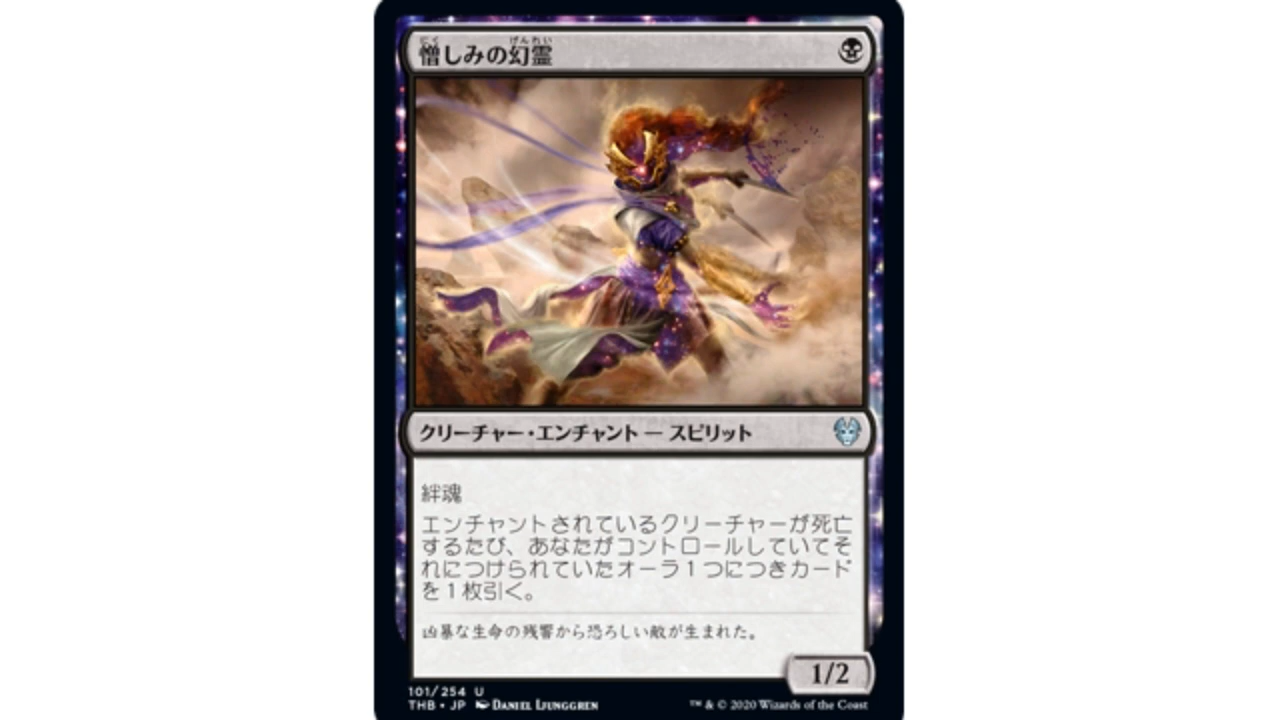 憎しみの幻霊
クリーチャー・エンチャント — スピリット
絆魂
エンチャントされているクリーチャーが死亡
するたび、あなたがコントロールしていてそ
れにつけられていたオーラ1つにつきカード
を1枚引く。
凶暴な生命の残響から恐ろしい敵が生まれた。
1/2
101/254 U
THB • JP Daniel Ljunggren
™ & © 2020 Wizards of the Coast